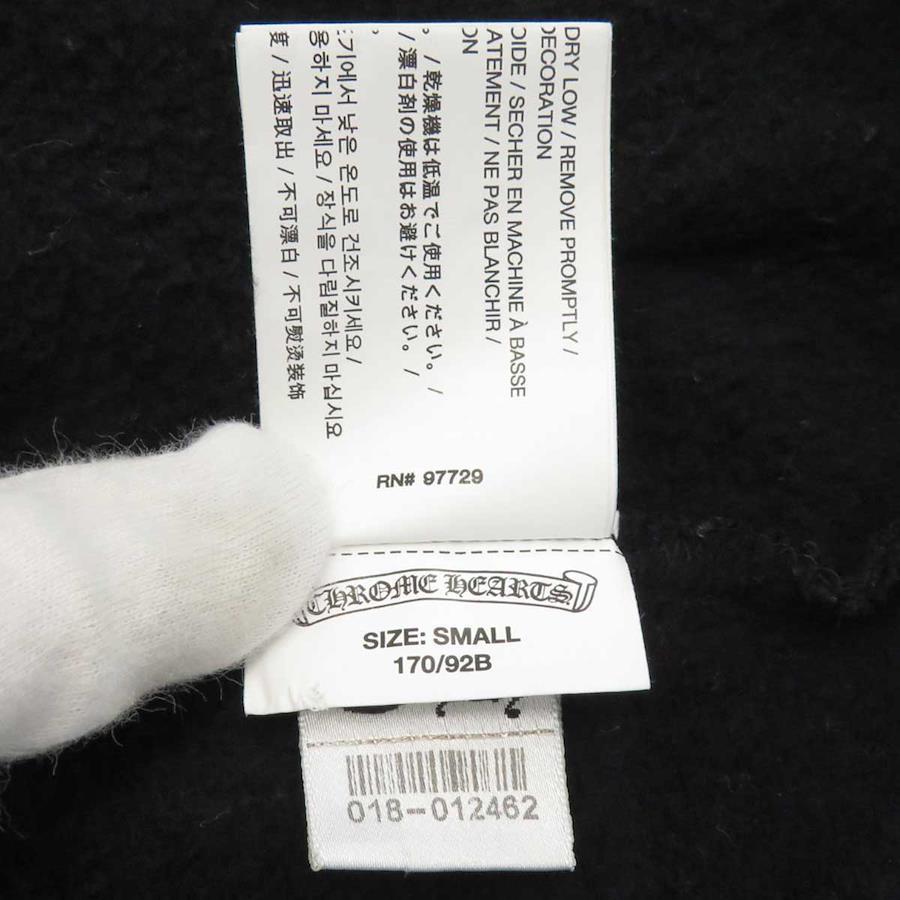 DRY LOW / REMOVE PROMPTLY /
DECORATION
OIDE / SECHER EN MACHINE À BASSE
ATEMENT / NE PAS BLANCHIR /
ON
。/ 乾燥機は低温でご使用ください。/
/ 漂白剤の使用はお避けください。/
기에서 낮은 온도로 건조시키세요 /
용하지 마세요 / 장식을 다림질하지 마십시오
度 / 迅速取出 / 不可漂白 / 不可熨烫装饰
RN# 97729
CHROME HEARTS
SIZE: SMALL
170/92B
018-012462